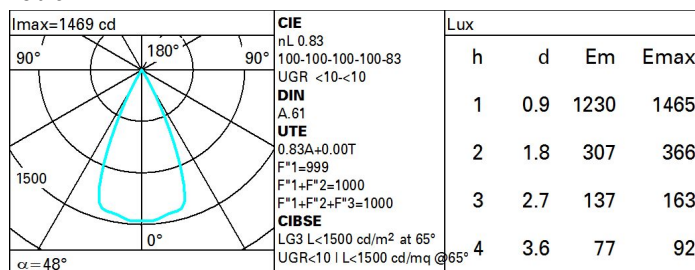 Imax=1469 cd
90°
180°
90°
1500
0°
α=48°
CIE
nL 0.83
100-100-100-100-83
UGR <10-<10
DIN
A.61
UTE
0.83A+0.00T
F"1=999
F"1+F"2=1000
F"1+F"2+F"3=1000
CIBSE
LG3 L<1500 cd/m² at 65°
UGR<10 | L<1500 cd/mq @65°
Lux
h d Em Emax
1 0.9 1230 1465
2 1.8 307 366
3 2.7 137 163
4 3.6 77 92